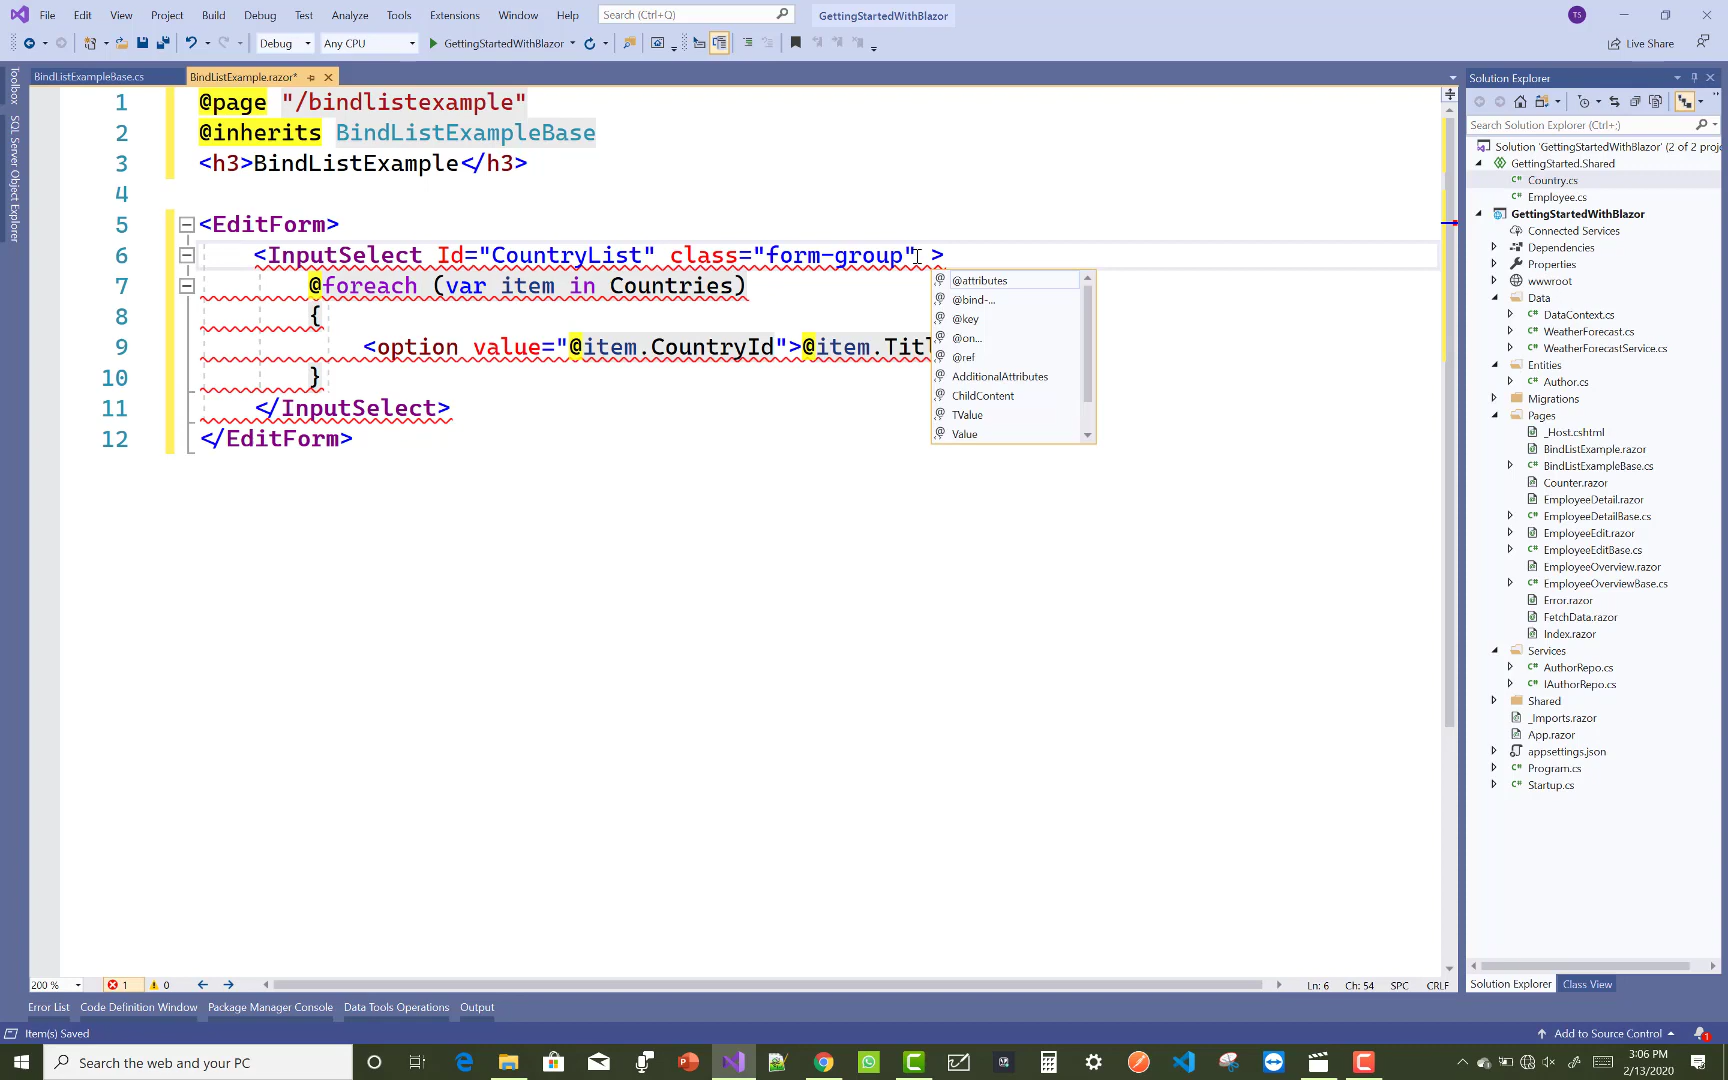 File Edit View Project Build Debug Test Analyze Tools Extensions Window Help Search (Ctrl+Q) GettingStartedWithBlazor TS
Debug Any CPU GettingStartedWithBlazor Live Share
BindListExampleBase.cs BindListExample.razor*
Toolbox
SQL Server Object Explorer
1 @page "/bindlistexample"
2 @inherits BindListExampleBase
3 <h3>BindListExample</h3>
4
5 <EditForm>
6 <InputSelect Id="CountryList" class="form-group" >
7 @foreach (var item in Countries)
8 {
9 <option value="@item.CountryId">@item.Titl
10 }
11 </InputSelect>
12 </EditForm>
@attributes
@bind-...
@key
@on...
@ref
AdditionalAttributes
ChildContent
TValue
Value
Solution Explorer
Search Solution Explorer (Ctrl+;)
Solution 'GettingStartedWithBlazor' (2 of 2 proje
GettingStarted.Shared
C# Country.cs
C# Employee.cs
GettingStartedWithBlazor
Connected Services
Dependencies
Properties
wwwroot
Data
C# DataContext.cs
C# WeatherForecast.cs
C# WeatherForecastService.cs
Entities
C# Author.cs
Migrations
Pages
_Host.cshtml
BindListExample.razor
C# BindListExampleBase.cs
Counter.razor
EmployeeDetail.razor
C# EmployeeDetailBase.cs
EmployeeEdit.razor
C# EmployeeEditBase.cs
EmployeeOverview.razor
C# EmployeeOverviewBase.cs
Error.razor
FetchData.razor
Index.razor
Services
C# AuthorRepo.cs
C# IAuthorRepo.cs
Shared
_Imports.razor
App.razor
appsettings.json
C# Program.cs
C# Startup.cs
200 % 1 0 Ln: 6 Ch: 54 SPC CRLF
Solution Explorer Class View
Error List Code Definition Window Package Manager Console Data Tools Operations Output
Item(s) Saved Add to Source Control 1
Search the web and your PC
3:06 PM
2/13/2020